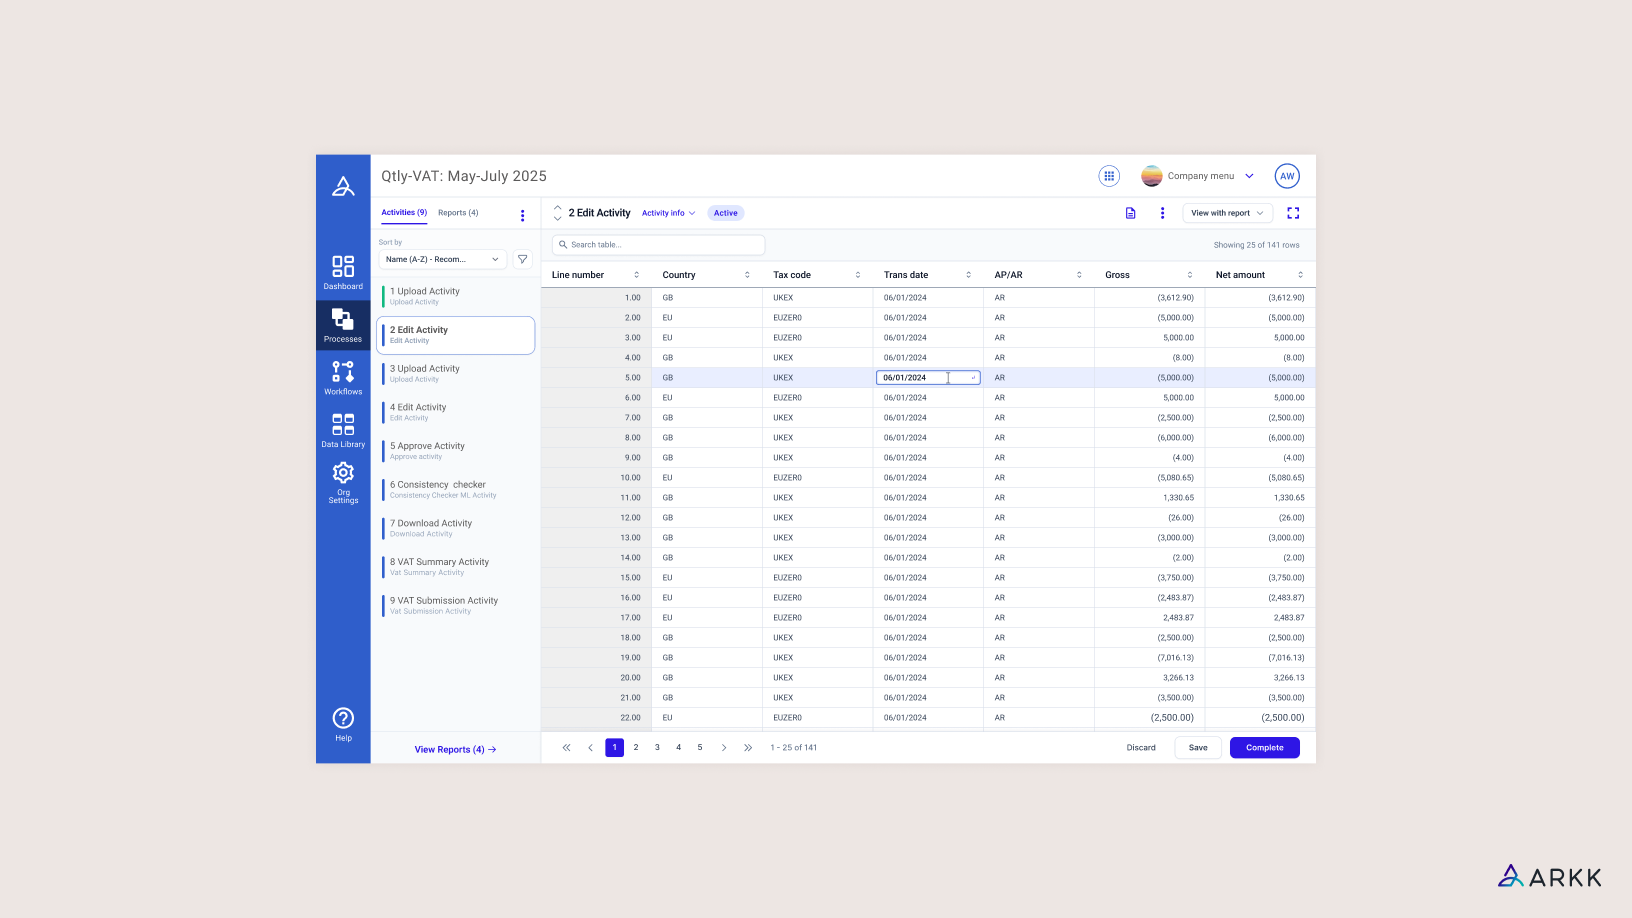 Qtly-VAT: May-July 2025
Company menu
AW
Dashboard
Processes
Workflows
Data Library
Org
Settings
Help
Activities (9) Reports (4)
Sort by
Name (A-Z) - Recom...
1 Upload Activity
Upload Activity
2 Edit Activity
Edit Activity
3 Upload Activity
Upload Activity
4 Edit Activity
Edit Activity
5 Approve Activity
Approve activity
6 Consistency checker
Consistency Checker ML Activity
7 Download Activity
Download Activity
8 VAT Summary Activity
Vat Summary Activity
9 VAT Submission Activity
Vat Submission Activity
View Reports (4) →
2 Edit Activity Activity info Active View with report
Search table... Showing 25 of 141 rows
Line number Country Tax code Trans date AP/AR Gross Net amount
1.00 GB UKEX 06/01/2024 AR (3,612.90) (3,612.90)
2.00 EU EUZER0 06/01/2024 AR (5,000.00) (5,000.00)
3.00 EU EUZER0 06/01/2024 AR 5,000.00 5,000.00
4.00 GB UKEX 06/01/2024 AR (8.00) (8.00)
5.00 GB UKEX 06/01/2024 AR (5,000.00) (5,000.00)
6.00 EU EUZER0 06/01/2024 AR 5,000.00 5,000.00
7.00 GB UKEX 06/01/2024 AR (2,500.00) (2,500.00)
8.00 GB UKEX 06/01/2024 AR (6,000.00) (6,000.00)
9.00 GB UKEX 06/01/2024 AR (4.00) (4.00)
10.00 EU EUZER0 06/01/2024 AR (5,080.65) (5,080.65)
11.00 GB UKEX 06/01/2024 AR 1,330.65 1,330.65
12.00 GB UKEX 06/01/2024 AR (26.00) (26.00)
13.00 GB UKEX 06/01/2024 AR (3,000.00) (3,000.00)
14.00 GB UKEX 06/01/2024 AR (2.00) (2.00)
15.00 EU EUZER0 06/01/2024 AR (3,750.00) (3,750.00)
16.00 EU EUZER0 06/01/2024 AR (2,483.87) (2,483.87)
17.00 EU EUZER0 06/01/2024 AR 2,483.87 2,483.87
18.00 GB UKEX 06/01/2024 AR (2,500.00) (2,500.00)
19.00 GB UKEX 06/01/2024 AR (7,016.13) (7,016.13)
20.00 GB UKEX 06/01/2024 AR 3,266.13 3,266.13
21.00 GB UKEX 06/01/2024 AR (3,500.00) (3,500.00)
22.00 EU EUZER0 06/01/2024 AR (2,500.00) (2,500.00)
1 2 3 4 5 1 - 25 of 141 Discard Save Complete
ARKK